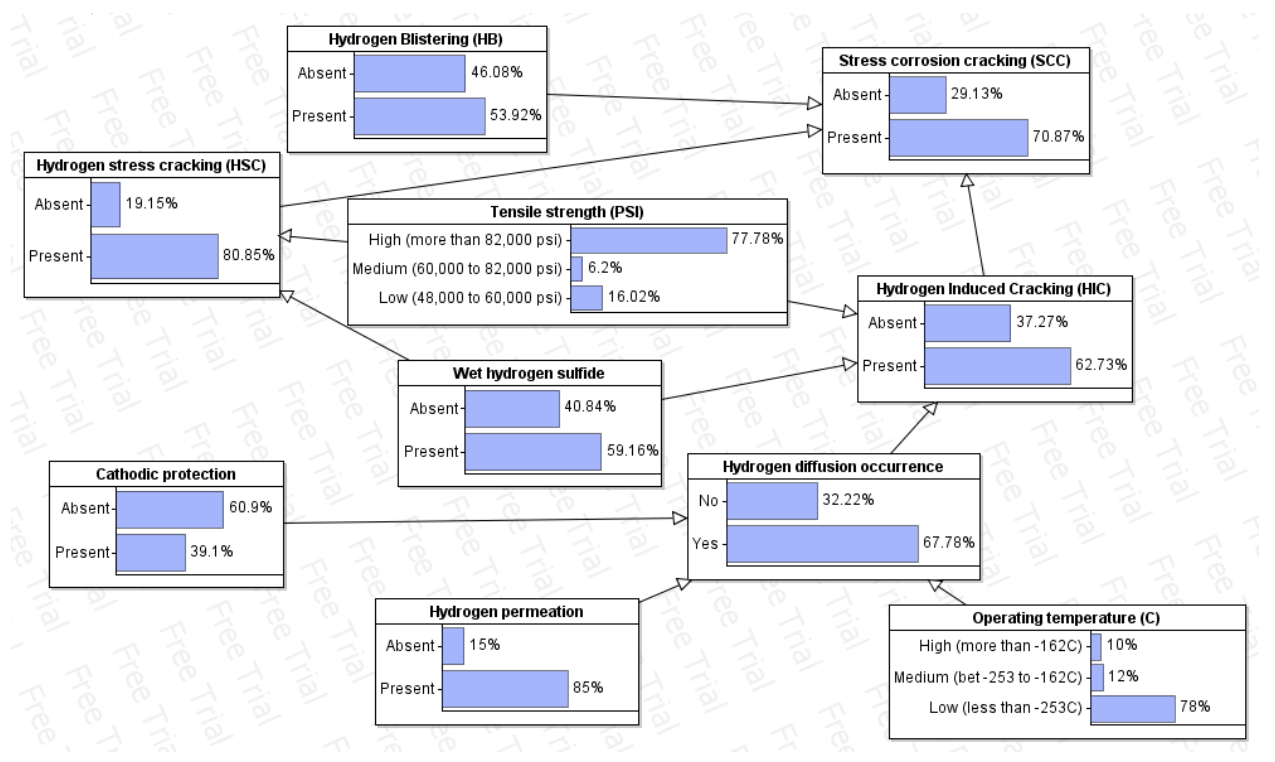 Hydrogen Blistering (HB)
Absent 46.08%
Present 53.92%
Stress corrosion cracking (SCC)
Absent 29.13%
Present 70.87%
Hydrogen stress cracking (HSC)
Absent 19.15%
Present 80.85%
Tensile strength (PSI)
High (more than 82,000 psi) 77.78%
Medium (60,000 to 82,000 psi) 6.2%
Low (48,000 to 60,000 psi) 16.02%
Hydrogen Induced Cracking (HIC)
Absent 37.27%
Present 62.73%
Wet hydrogen sulfide
Absent 40.84%
Present 59.16%
Cathodic protection
Absent 60.9%
Present 39.1%
Hydrogen diffusion occurrence
No 32.22%
Yes 67.78%
Hydrogen permeation
Absent 15%
Present 85%
Operating temperature (C)
High (more than -162C) 10%
Medium (bet -253 to -162C) 12%
Low (less than -253C) 78%
Free Trial